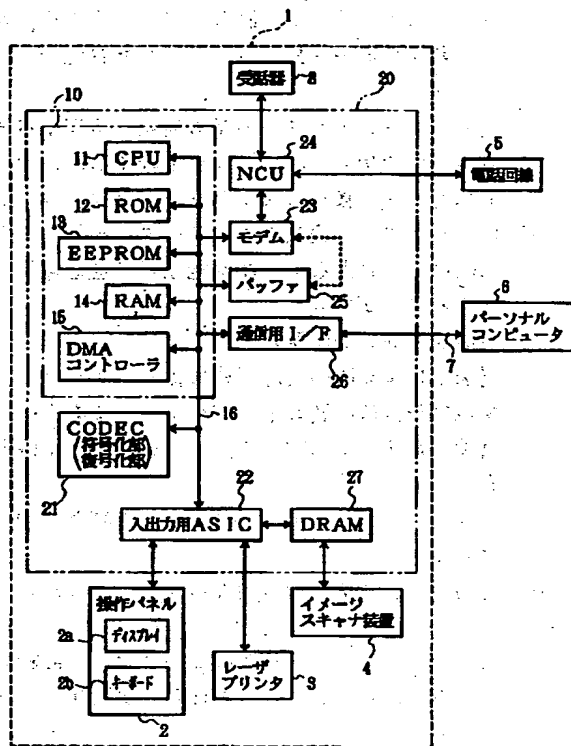 1
受話器 8
10
20
11 CPU
24
NCU
5
電話回線
12 ROM
23
モデム
13
EEPROM
バッファ
25
14 RAM
6
パーソナル
コンピュータ
7
15
DMA
コントローラ
通信用I/F
26
16
CODEC
(符号化部
復号化部)
21
22
入出力用ASIC
27
DRAM
操作パネル
2a ディスプレイ
2b キーボード
2
レーザ
プリンタ
3
イメージ
スキャナ装置
4